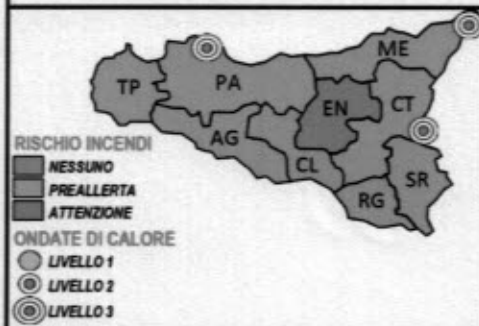 ME
TP
PA
CT
EN
AG
CL
SR
RG
RISCHIO INCENDI
NESSUNO
PREALLERTA
ATTENZIONE
ONDATE DI CALORE
LIVELLO 1
LIVELLO 2
LIVELLO 3